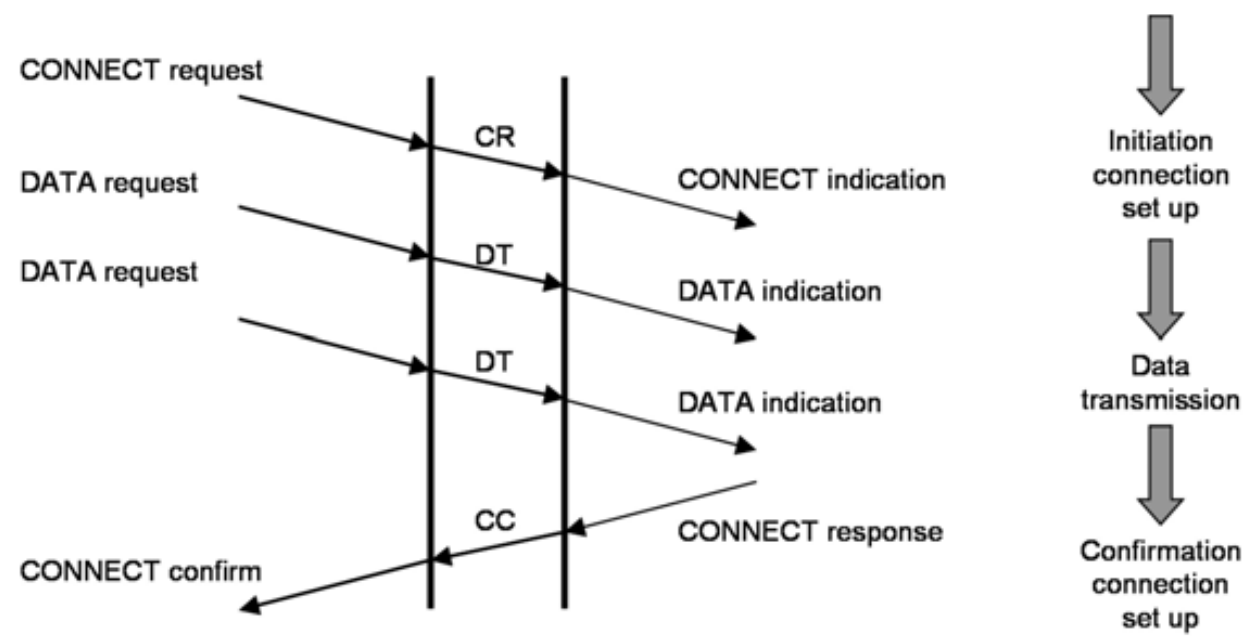 CONNECT request
CR
CONNECT indication
DATA request
DT
DATA indication
DATA request
DT
DATA indication
CC
CONNECT response
CONNECT confirm
Initiation
connection
set up
Data
transmission
Confirmation
connection
set up